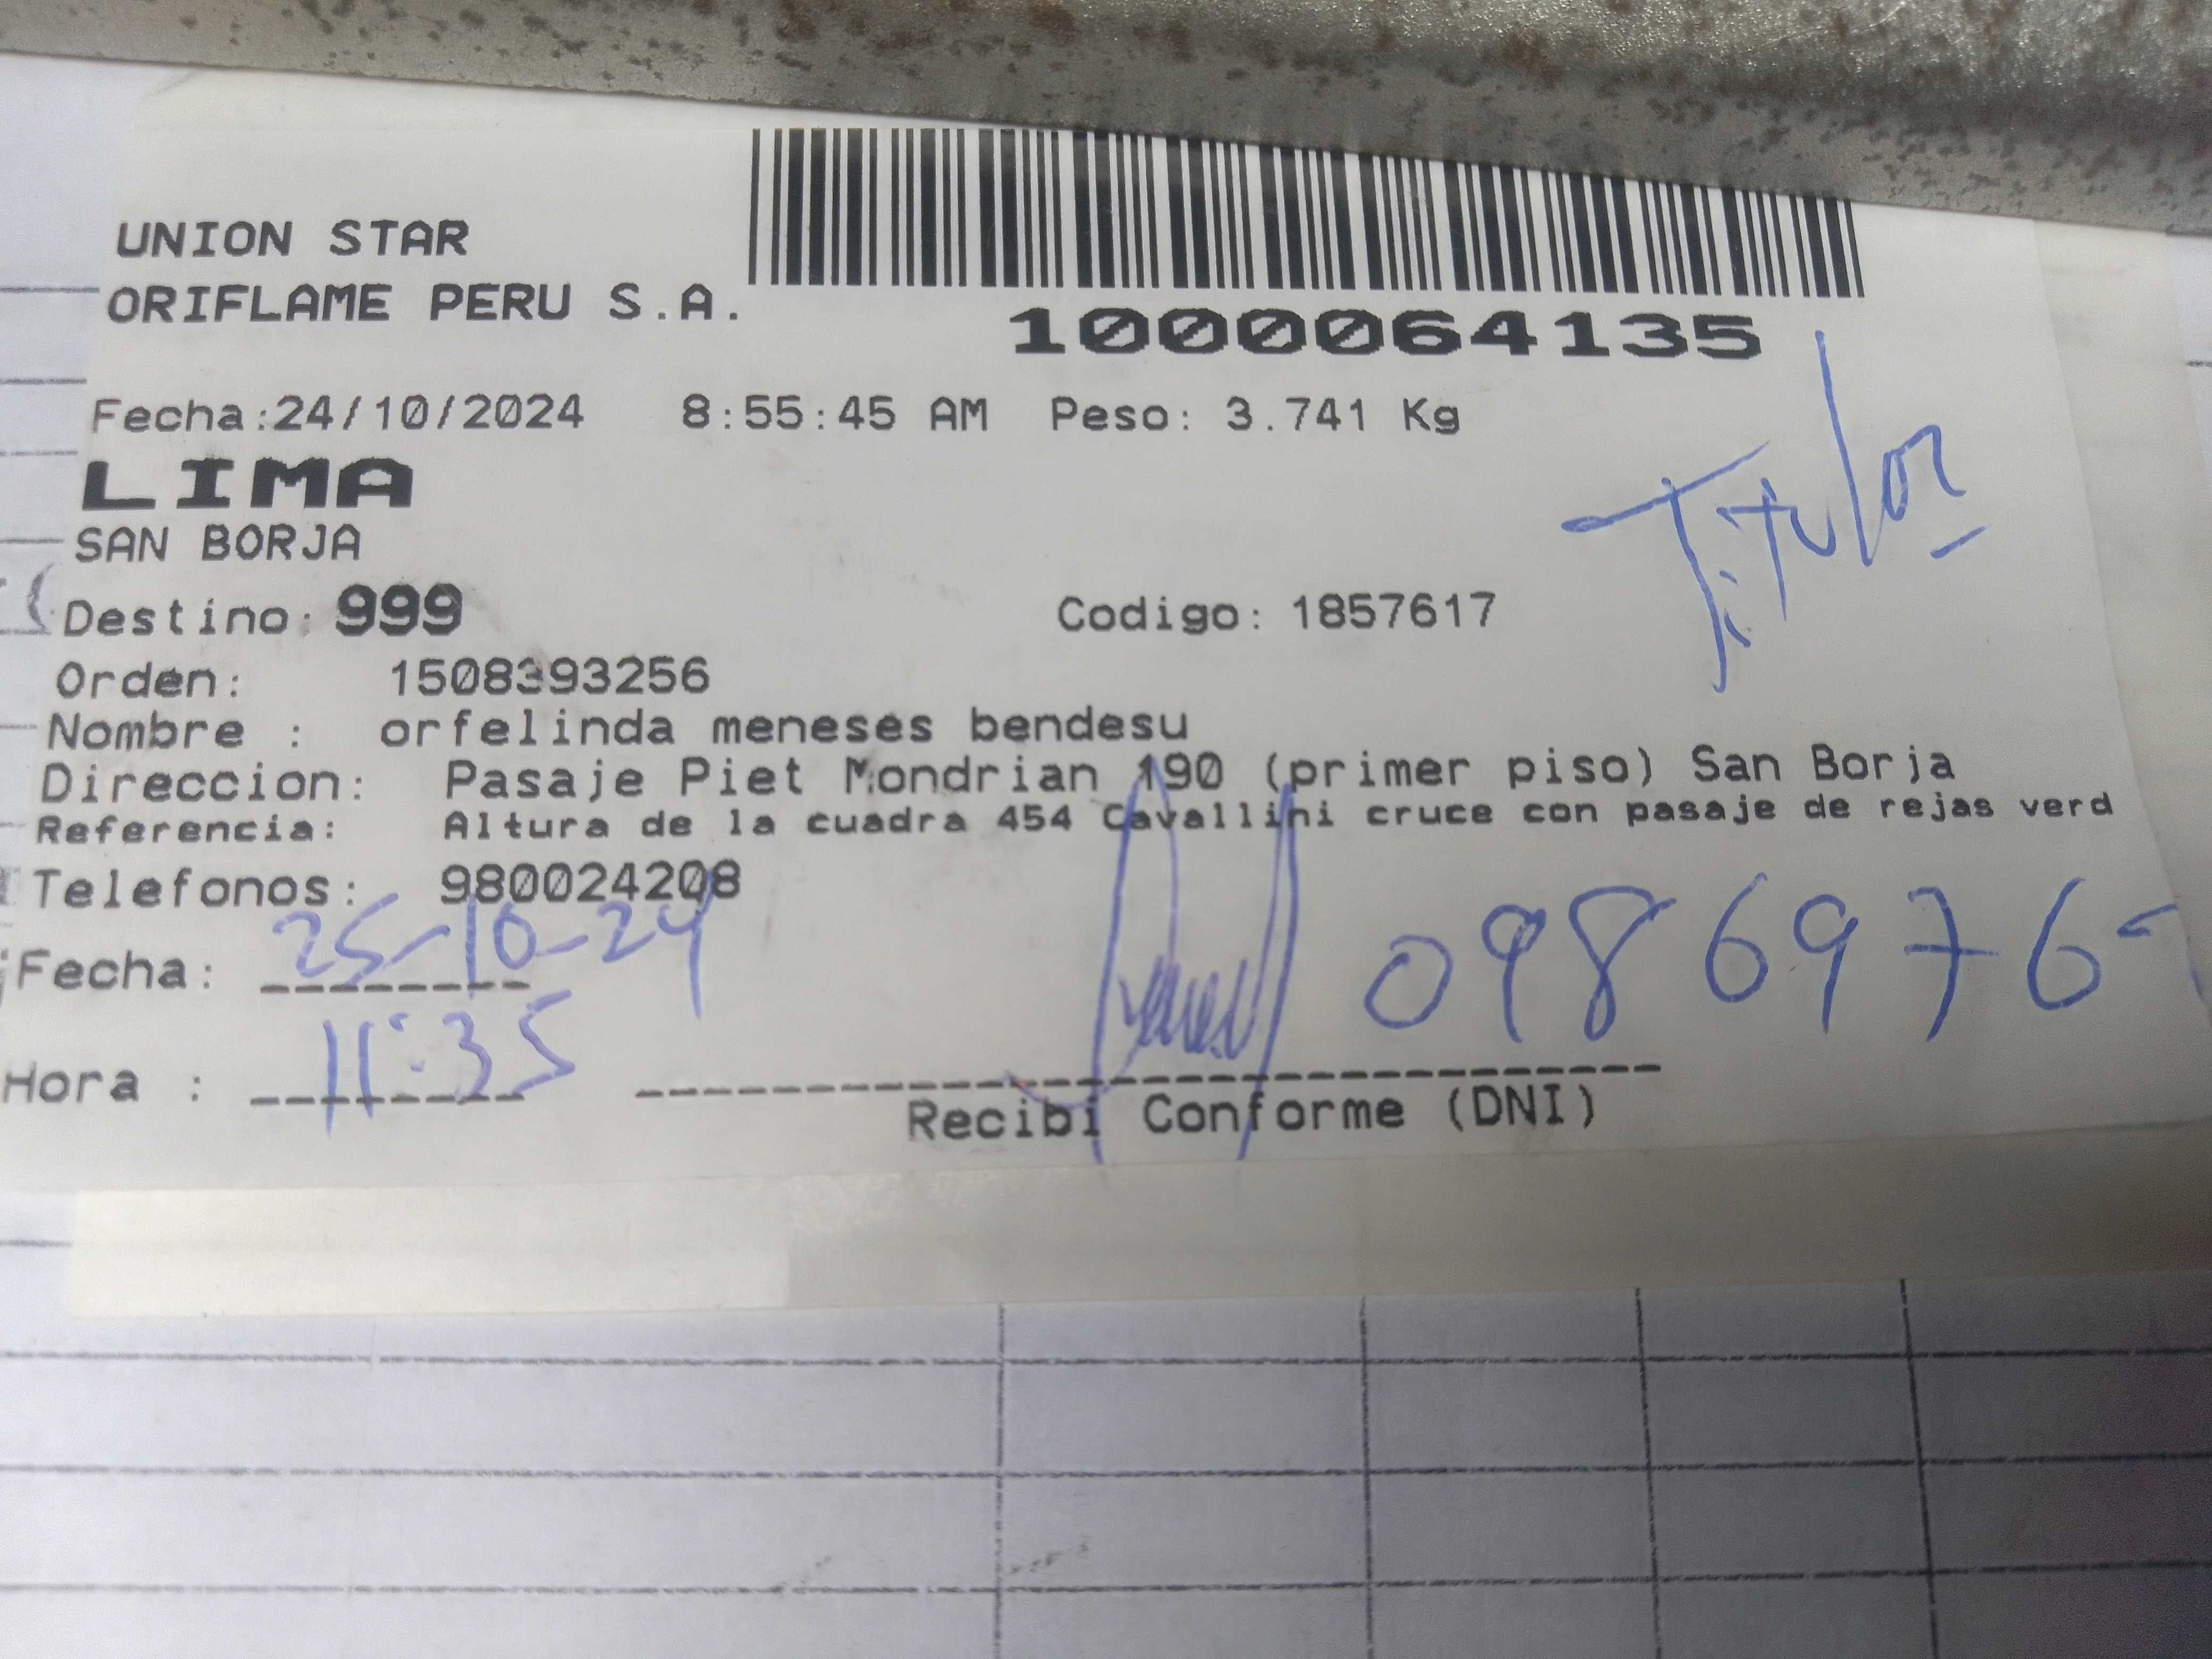 UNION STAR
ORIFLAME PERU S.A.
1000064135
Fecha:24/10/2024 8:55:45 AM Peso: 3.741 Kg
LIMA
SAN BORJA
Titular
Destino: 999 Codigo: 1857617
Orden: 1508393256
Nombre : orfelinda meneses bendesu
Direccion: Pasaje Piet Mondrian 190 (primer piso) San Borja
Referencia: Altura de la cuadra 454 Cavallini cruce con pasaje de rejas verd
Telefonos: 980024208
Fecha: 25-10-24
0986976
Hora : 11:35
Recibi Conforme (DNI)